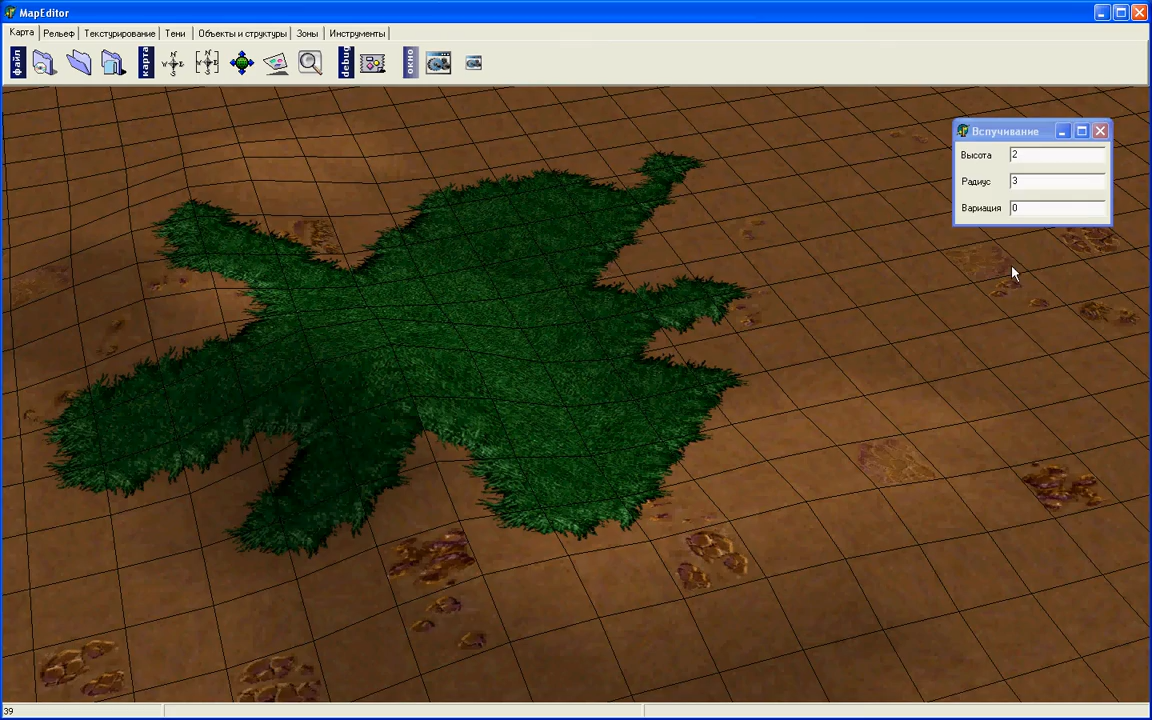 MapEditor
Карта Рельеф Текстурирование Тени Объекты и структуры Зоны Инструменты
файл карта debug окно
N W E S N W E S
Вспучивание
Высота 2
Радиус 3
Вариация 0
39